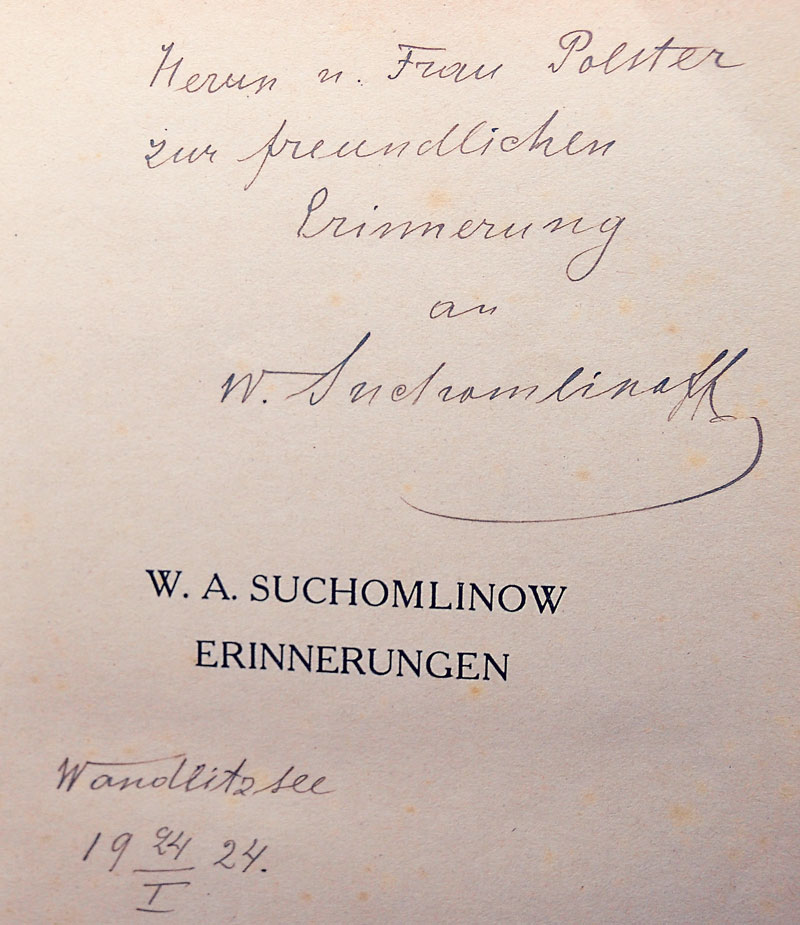 Herrn u. Frau Polster
zur freundlichen
Erinnerung
an
W. Suchomlinoff
W. A. SUCHOMLINOW
ERINNERUNGEN
Wandlitzsee
19 24/I 24.